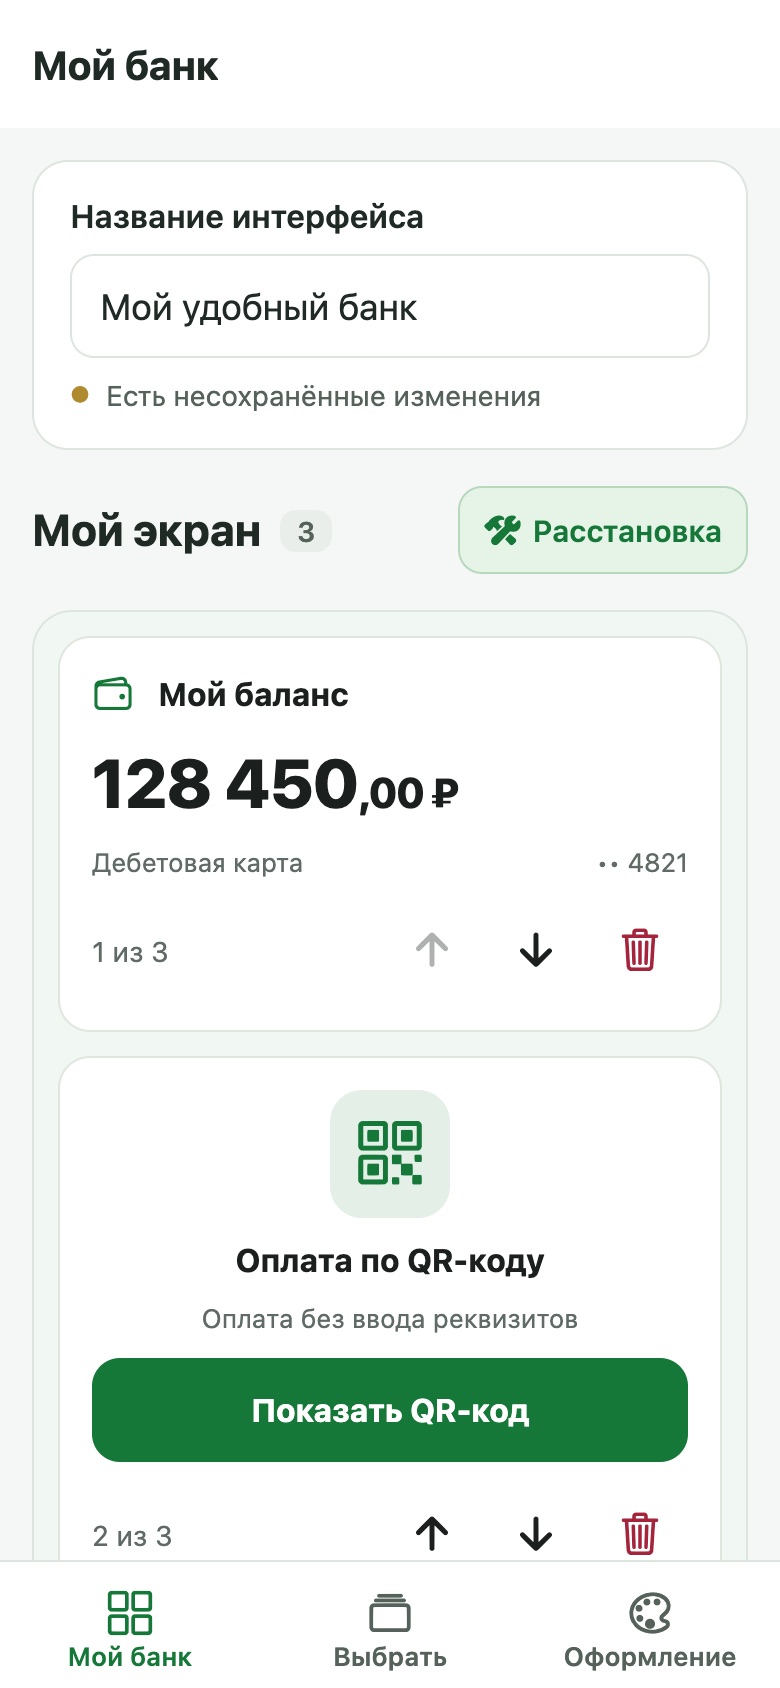 Мой банк
Название интерфейса
Мой удобный банк
Есть несохранённые изменения
Мой экран 3
Расстановка
Мой баланс
128 450,00 ₽
Дебетовая карта
·· 4821
1 из 3
Оплата по QR-коду
Оплата без ввода реквизитов
Показать QR-код
2 из 3
Мой банк
Выбрать
Оформление